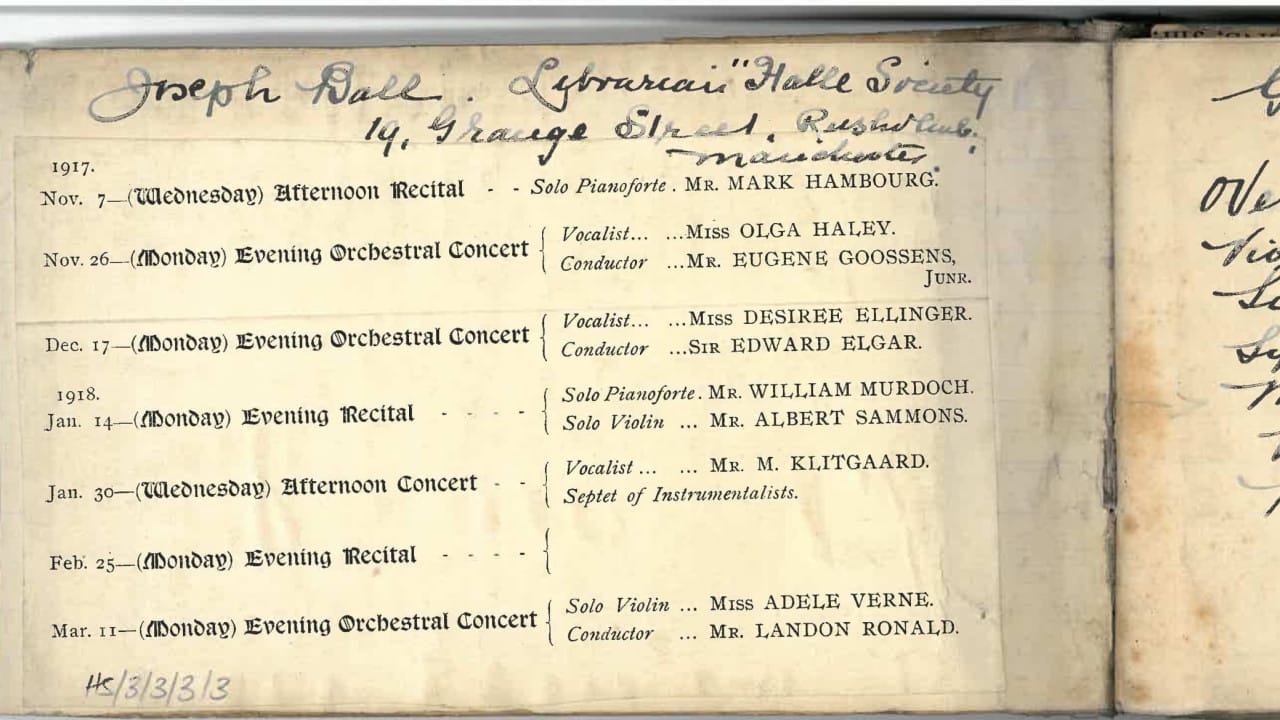 Joseph Ball. Librarian "Halle Society
19, Grange Street, Rusholme,
Manchester.
1917.
Nov. 7—(Wednesday) Afternoon Recital - - Solo Pianoforte. MR. MARK HAMBOURG.
Nov. 26—(Monday) Evening Orchestral Concert { Vocalist... ...MISS OLGA HALEY.
Conductor ...MR. EUGENE GOOSSENS,
JUNR.
Dec. 17—(Monday) Evening Orchestral Concert { Vocalist... ...MISS DESIREE ELLINGER.
Conductor ...SIR EDWARD ELGAR.
1918.
Jan. 14—(Monday) Evening Recital - - - - { Solo Pianoforte. MR. WILLIAM MURDOCH.
Solo Violin ... MR. ALBERT SAMMONS.
Jan. 30—(Wednesday) Afternoon Concert - - { Vocalist ... ... MR. M. KLITGAARD.
Septet of Instrumentalists.
Feb. 25—(Monday) Evening Recital - - - - {
Mar. 11—(Monday) Evening Orchestral Concert { Solo Violin ... MISS ADELE VERNE.
Conductor ... MR. LANDON RONALD.
HS/3/3/3/3